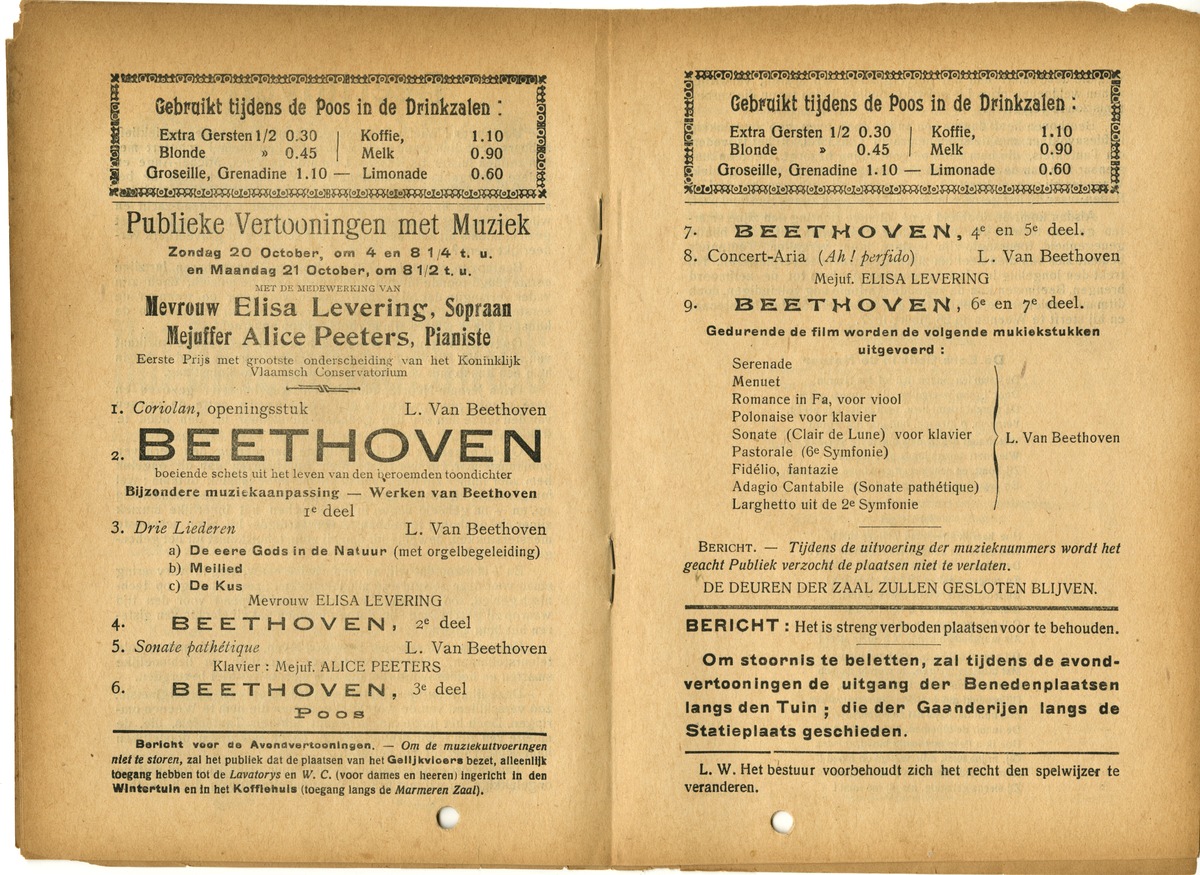 Gebruikt tijdens de Poos in de Drinkzalen :
Extra Gersten 1/2 0.30 | Koffie, 1.10
Blonde » 0.45 | Melk 0.90
Groseille, Grenadine 1.10 — Limonade 0.60
Publieke Vertooningen met Muziek
Zondag 20 October, om 4 en 8 1/4 t. u.
en Maandag 21 October, om 8 1/2 t. u.
MET DE MEDEWERKING VAN
Mevrouw Elisa Levering, Sopraan
Mejuffer Alice Peeters, Pianiste
Eerste Prijs met grootste onderscheiding van het Koninklijk
Vlaamsch Conservatorium
1. Coriolan, openingsstuk L. Van Beethoven
2. BEETHOVEN
boeiende schets uit het leven van den beroemden toondichter
Bijzondere muziekaanpassing — Werken van Beethoven
1e deel
3. Drie Liederen L. Van Beethoven
a) De eere Gods in de Natuur (met orgelbegeleiding)
b) Meilied
c) De Kus
Mevrouw ELISA LEVERING
4. BEETHOVEN, 2e deel
5. Sonate pathétique L. Van Beethoven
Klavier : Mejuf. ALICE PEETERS
6. BEETHOVEN, 3e deel
Poos
Bericht voor de Avondvertooningen. — Om de muziekuitvoeringen
niet te storen, zal het publiek dat de plaatsen van het Gelijkvloers bezet, alleenlijk
toegang hebben tot de Lavatorys en W. C. (voor dames en heeren) ingericht in den
Wintertuin en in het Koffiehuis (toegang langs de Marmeren Zaal).
Gebruikt tijdens de Poos in de Drinkzalen :
Extra Gersten 1/2 0.30 | Koffie, 1.10
Blonde » 0.45 | Melk 0.90
Groseille, Grenadine 1.10 — Limonade 0.60
7. BEETHOVEN, 4e en 5e deel.
8. Concert-Aria (Ah ! perfido) L. Van Beethoven
Mejuf. ELISA LEVERING
9. BEETHOVEN, 6e en 7e deel.
Gedurende de film worden de volgende mukiekstukken
uitgevoerd :
Serenade
Menuet
Romance in Fa, voor viool
Polonaise voor klavier
Sonate (Clair de Lune) voor klavier L. Van Beethoven
Pastorale (6e Symfonie)
Fidélio, fantazie
Adagio Cantabile (Sonate pathétique)
Larghetto uit de 2e Symfonie
BERICHT. — Tijdens de uitvoering der muzieknummers wordt het
geacht Publiek verzocht de plaatsen niet te verlaten.
DE DEUREN DER ZAAL ZULLEN GESLOTEN BLIJVEN.
BERICHT : Het is streng verboden plaatsen voor te behouden.
Om stoornis te beletten, zal tijdens de avond-
vertooningen de uitgang der Benedenplaatsen
langs den Tuin ; die der Gaanderijen langs de
Statieplaats geschieden.
L. W. Het bestuur voorbehoudt zich het recht den spelwijzer te
veranderen.